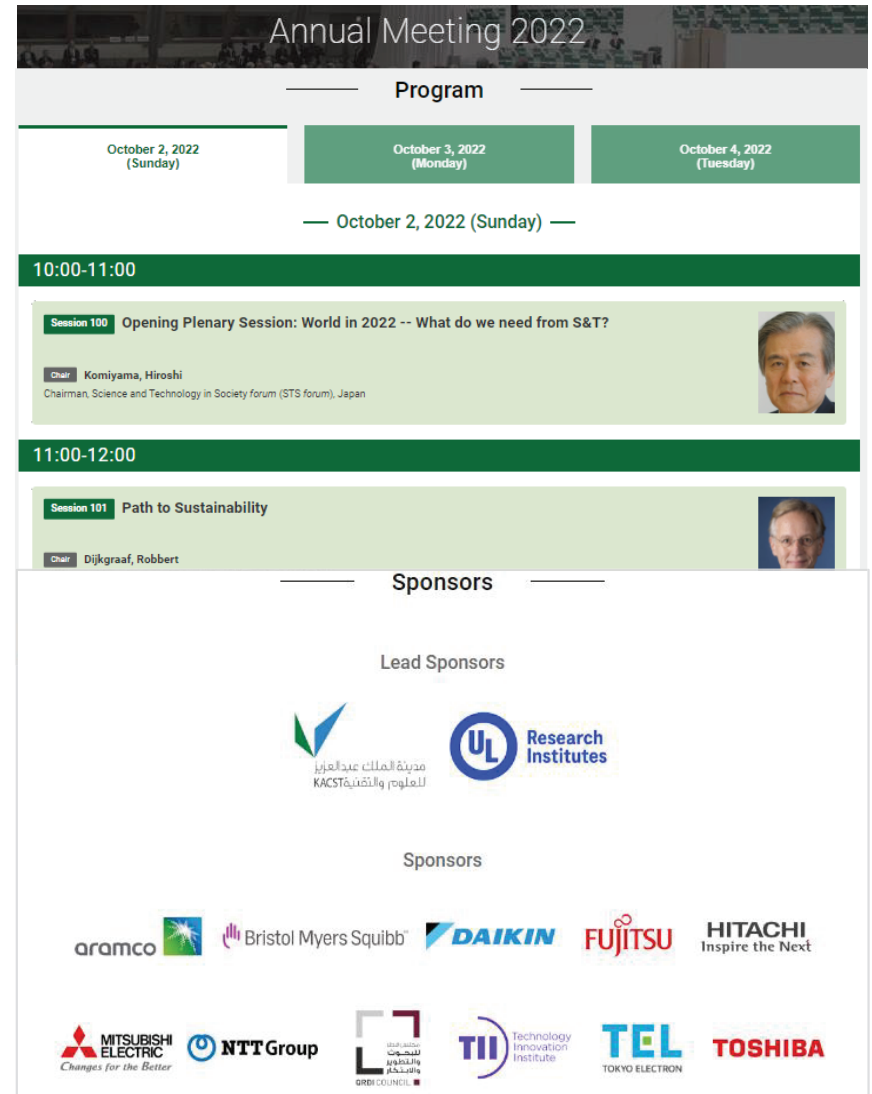 Annual Meeting 2022
Program
October 2, 2022
(Sunday)
October 3, 2022
(Monday)
October 4, 2022
(Tuesday)
October 2, 2022 (Sunday)
10:00-11:00
Session 100 Opening Plenary Session: World in 2022 -- What do we need from S&T?
Chair Komiyama, Hiroshi
Chairman, Science and Technology in Society forum (STS forum), Japan
11:00-12:00
Session 101 Path to Sustainability
Chair Dijkgraaf, Robbert
Sponsors
Lead Sponsors
مدينة الملك عبدالعزيز
للعلوم والتقنية KACST
UL Research
Institutes
Sponsors
aramco
Bristol Myers Squibb
DAIKIN
FUJITSU
HITACHI
Inspire the Next
MITSUBISHI
ELECTRIC
Changes for the Better
NTT Group
للبحوث
والتطوير
والابتكار
QRDI COUNCIL
TII Technology
Innovation
Institute
TEL
TOKYO ELECTRON
TOSHIBA